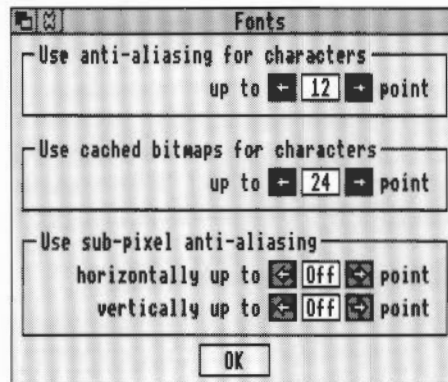 Fonts
Use anti-aliasing for characters
up to 12 point
Use cached bitmaps for characters
up to 24 point
Use sub-pixel anti-aliasing
horizontally up to Off point
vertically up to Off point
OK